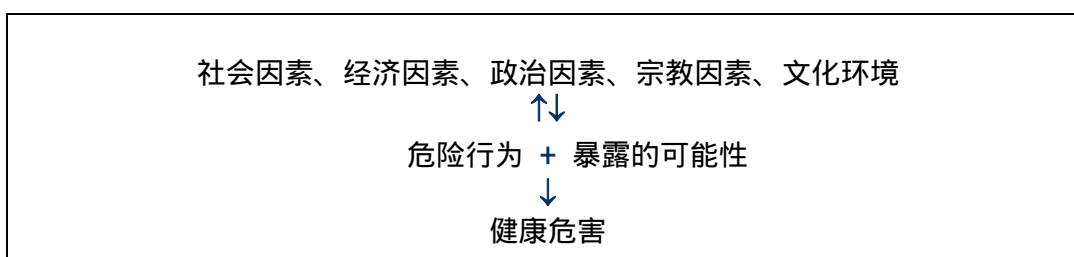 社会因素、经济因素、政治因素、宗教因素、文化环境
↑↓
危险行为 + 暴露的可能性
↓
健康危害